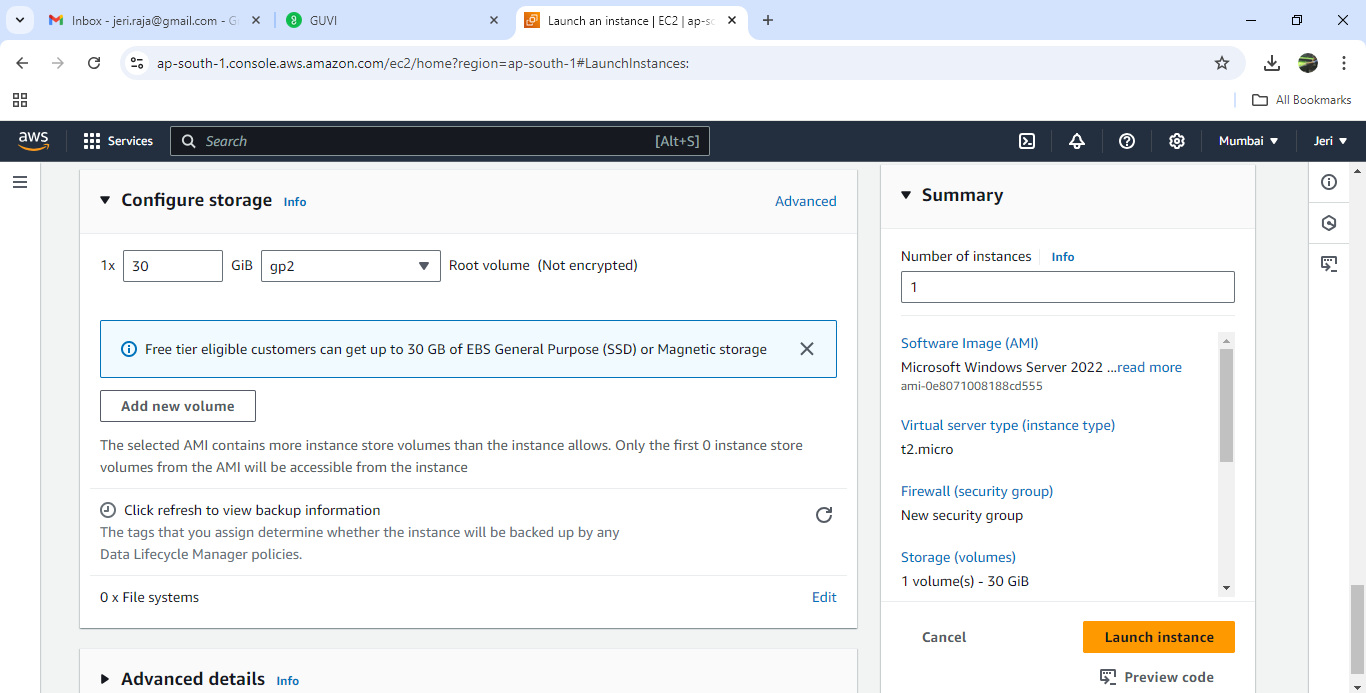 Inbox - jeri.raja@gmail.com - G
GUVI
Launch an instance | EC2 | ap-sc
ap-south-1.console.aws.amazon.com/ec2/home?region=ap-south-1#LaunchInstances:
All Bookmarks
aws
Services
Search
[Alt+S]
Mumbai
Jeri
Configure storage Info
Advanced
1x 30 GiB gp2 Root volume (Not encrypted)
Free tier eligible customers can get up to 30 GB of EBS General Purpose (SSD) or Magnetic storage
Add new volume
The selected AMI contains more instance store volumes than the instance allows. Only the first 0 instance store
volumes from the AMI will be accessible from the instance
Click refresh to view backup information
The tags that you assign determine whether the instance will be backed up by any
Data Lifecycle Manager policies.
0 x File systems
Edit
Advanced details Info
Summary
Number of instances Info
1
Software Image (AMI)
Microsoft Windows Server 2022 ...read more
ami-0e8071008188cd555
Virtual server type (instance type)
t2.micro
Firewall (security group)
New security group
Storage (volumes)
1 volume(s) - 30 GiB
Cancel
Launch instance
Preview code